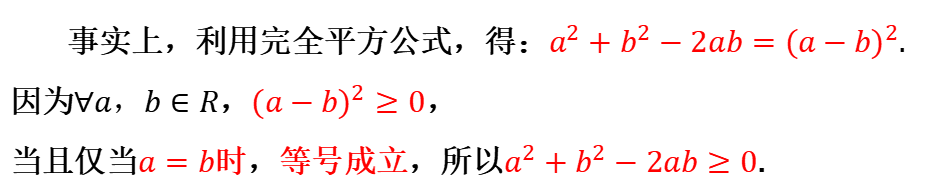 事实上，利用完全平方公式，得：a² + b² − 2ab = (a − b)².
因为∀a，b ∈ R，(a − b)² ≥ 0，
当且仅当a = b时，等号成立，所以a² + b² − 2ab ≥ 0.